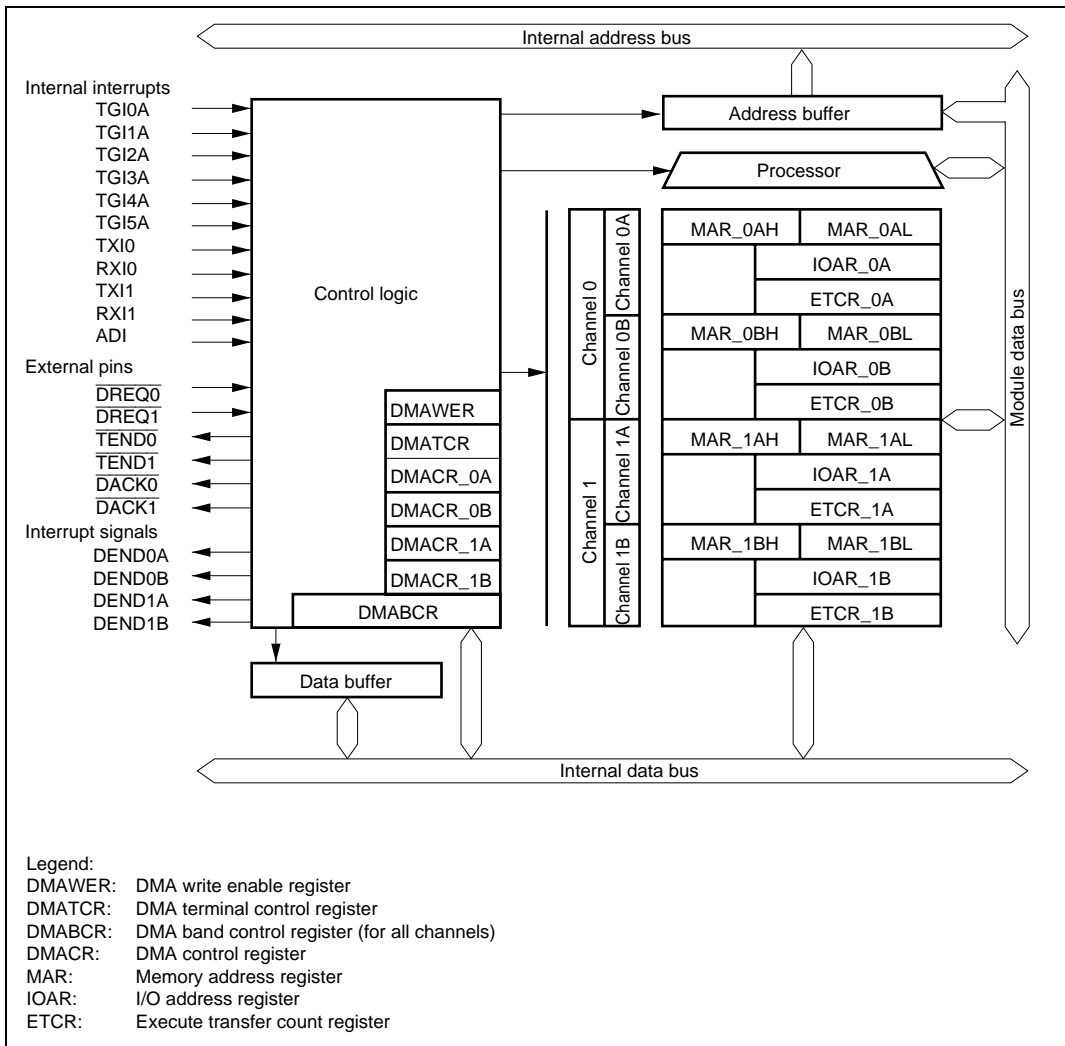 Internal address bus
Internal interrupts
TGI0A
TGI1A
TGI2A
TGI3A
TGI4A
TGI5A
TXI0
RXI0
TXI1
RXI1
ADI
External pins
DREQ0
DREQ1
TEND0
TEND1
DACK0
DACK1
Interrupt signals
DEND0A
DEND0B
DEND1A
DEND1B
Control logic
DMAWER
DMATCR
DMACR_0A
DMACR_0B
DMACR_1A
DMACR_1B
DMABCR
Data buffer
Address buffer
Processor
Channel 0
Channel 0A
Channel 0B
Channel 1
Channel 1A
Channel 1B
MAR_0AH MAR_0AL
IOAR_0A
ETCR_0A
MAR_0BH MAR_0BL
IOAR_0B
ETCR_0B
MAR_1AH MAR_1AL
IOAR_1A
ETCR_1A
MAR_1BH MAR_1BL
IOAR_1B
ETCR_1B
Module data bus
Internal data bus
Legend:
DMAWER: DMA write enable register
DMATCR: DMA terminal control register
DMABCR: DMA band control register (for all channels)
DMACR: DMA control register
MAR: Memory address register
IOAR: I/O address register
ETCR: Execute transfer count register